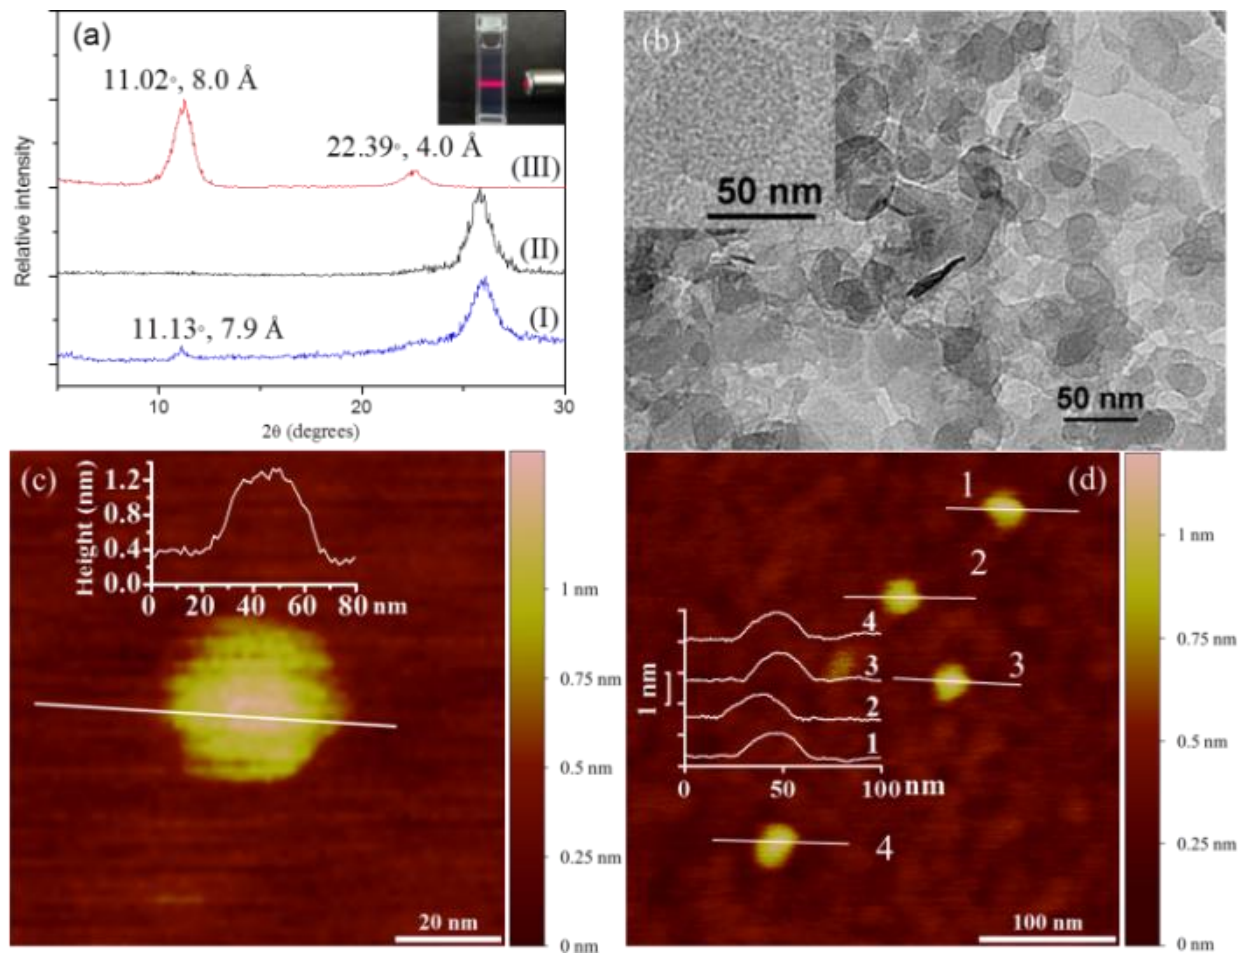 (a)
11.02°, 8.0 Å
22.39°, 4.0 Å
(III)
(II)
(I)
11.13°, 7.9 Å
Relative intensity
10 20 30
2θ (degrees)
(b)
50 nm
50 nm
(c)
Height (nm)
1.2
0.8
0.4
0.0
0 20 40 60 80 nm
1 nm
0.75 nm
0.5 nm
0.25 nm
0 nm
20 nm
(d)
1
2
3
4
4
3
2
1
1 nm
0 50 100 nm
1 nm
0.75 nm
0.5 nm
0.25 nm
0 nm
100 nm